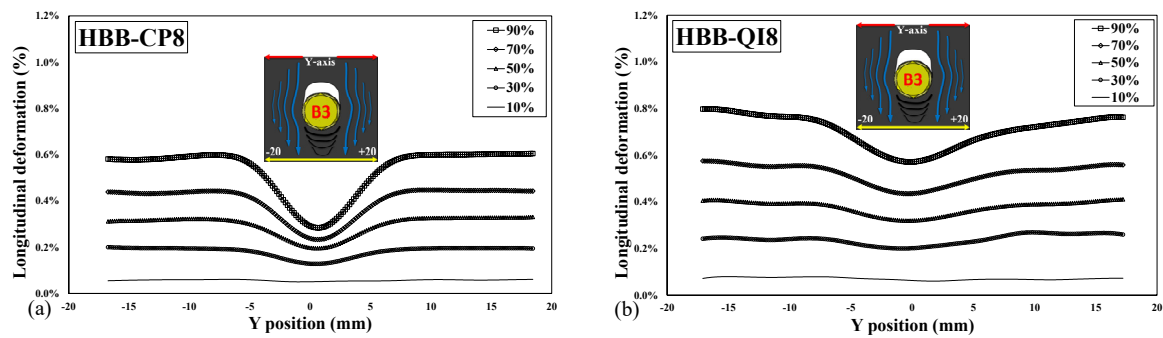 HBB-CP8
90%
70%
50%
30%
10%
Y-axis
B3
-20 +20
Longitudinal deformation (%)
1.2%
1.0%
0.8%
0.6%
0.4%
0.2%
0.0%
-20 -15 -10 -5 0 5 10 15 20
Y position (mm)
(a)
HBB-QI8
90%
70%
50%
30%
10%
Y-axis
B3
-20 +20
Longitudinal deformation (%)
1.2%
1.0%
0.8%
0.6%
0.4%
0.2%
0.0%
-20 -15 -10 -5 0 5 10 15 20
Y position (mm)
(b)